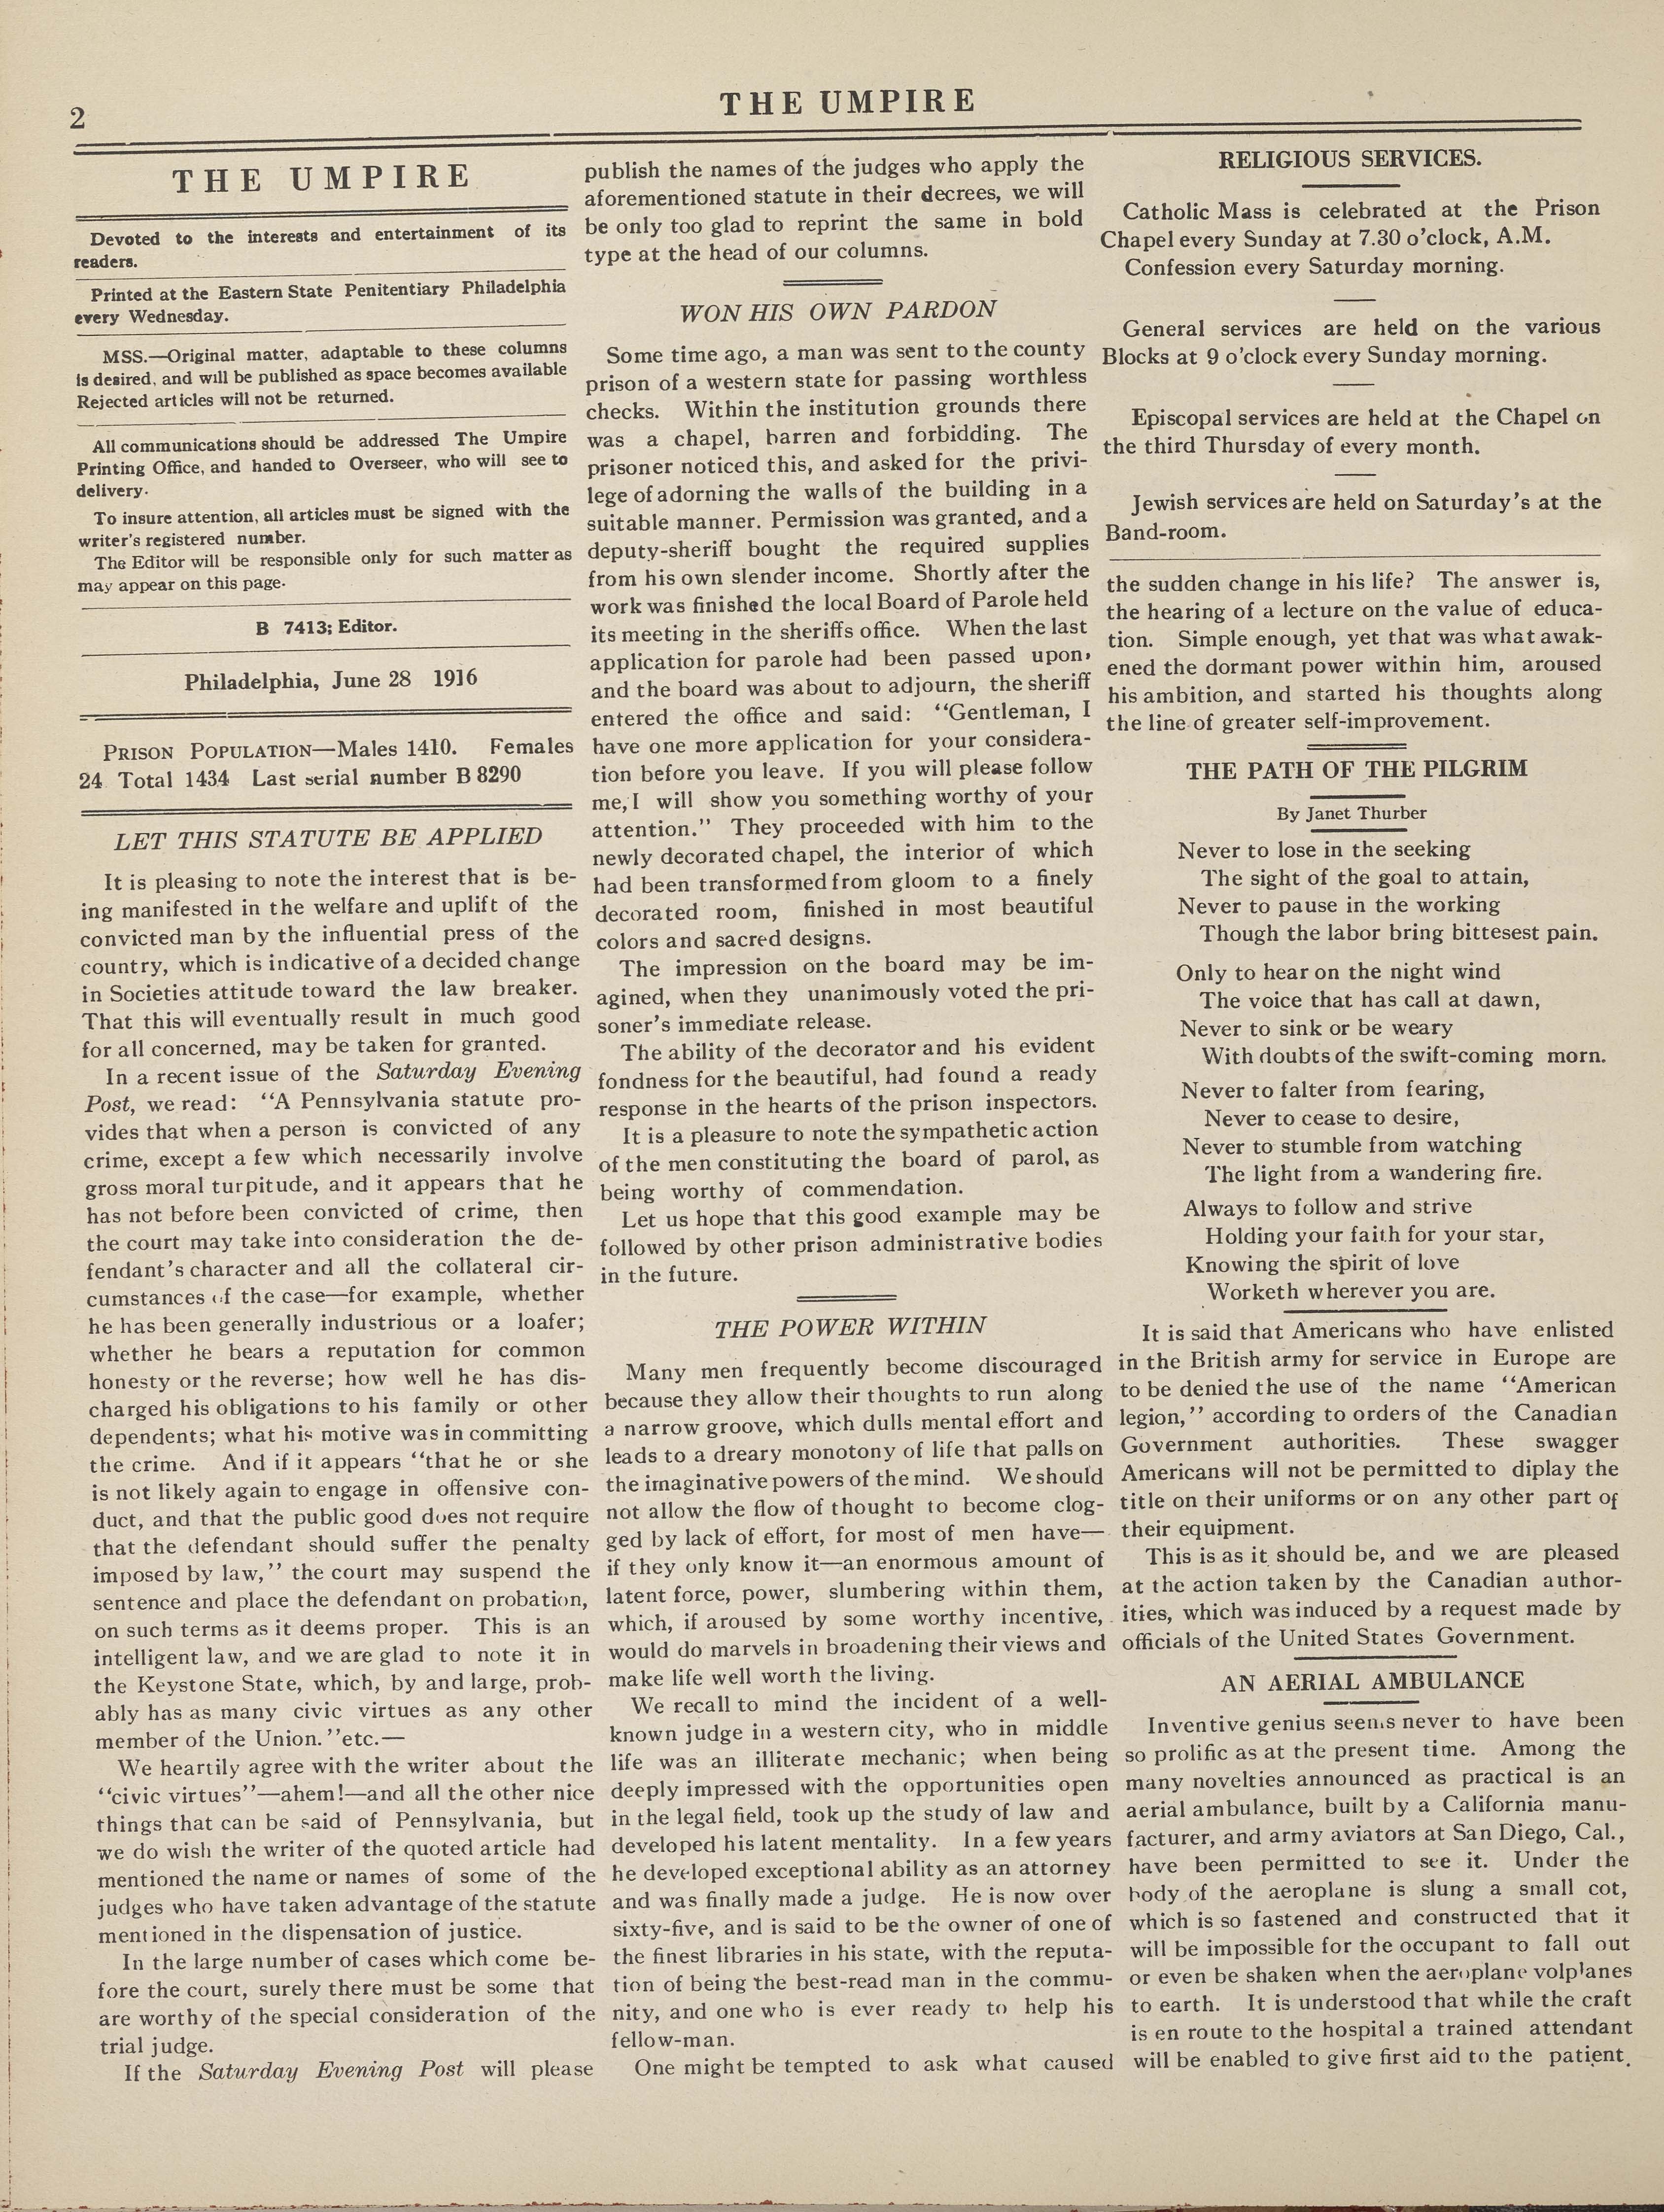 2
THE UMPIRE
THE UMPIRE
Devoted to the interests and entertainment of its
readers.
Printed at the Eastern State Penitentiary Philadelphia
every Wednesday.
MSS.—Original matter, adaptable to these columns
is desired, and will be published as space becomes available
Rejected articles will not be returned.
All communications should be addressed The Umpire
Printing Office, and handed to Overseer, who will see to
delivery.
To insure attention, all articles must be signed with the
writer's registered number.
The Editor will be responsible only for such matter as
may appear on this page.
B 7413; Editor.
Philadelphia, June 28 1916
PRISON POPULATION—Males 1410. Females
24 Total 1434 Last serial number B 8290
LET THIS STATUTE BE APPLIED
It is pleasing to note the interest that is be-
ing manifested in the welfare and uplift of the
convicted man by the influential press of the
country, which is indicative of a decided change
in Societies attitude toward the law breaker.
That this will eventually result in much good
for all concerned, may be taken for granted.
In a recent issue of the Saturday Evening
Post, we read: "A Pennsylvania statute pro-
vides that when a person is convicted of any
crime, except a few which necessarily involve
gross moral turpitude, and it appears that he
has not before been convicted of crime, then
the court may take into consideration the de-
fendant's character and all the collateral cir-
cumstances of the case—for example, whether
he has been generally industrious or a loafer;
whether he bears a reputation for common
honesty or the reverse; how well he has dis-
charged his obligations to his family or other
dependents; what his motive was in committing
the crime. And if it appears "that he or she
is not likely again to engage in offensive con-
duct, and that the public good does not require
that the defendant should suffer the penalty
imposed by law," the court may suspend the
sentence and place the defendant on probation,
on such terms as it deems proper. This is an
intelligent law, and we are glad to note it in
the Keystone State, which, by and large, prob-
ably has as many civic virtues as any other
member of the Union."etc.—
We heartily agree with the writer about the
"civic virtues"—ahem!—and all the other nice
things that can be said of Pennsylvania, but
we do wish the writer of the quoted article had
mentioned the name or names of some of the
judges who have taken advantage of the statute
mentioned in the dispensation of justice.
In the large number of cases which come be-
fore the court, surely there must be some that
are worthy of the special consideration of the
trial judge.
If the Saturday Evening Post will please
publish the names of the judges who apply the
aforementioned statute in their decrees, we will
be only too glad to reprint the same in bold
type at the head of our columns.
WON HIS OWN PARDON
Some time ago, a man was sent to the county
prison of a western state for passing worthless
checks. Within the institution grounds there
was a chapel, barren and forbidding. The
prisoner noticed this, and asked for the privi-
lege of adorning the walls of the building in a
suitable manner. Permission was granted, and a
deputy-sheriff bought the required supplies
from his own slender income. Shortly after the
work was finished the local Board of Parole held
its meeting in the sheriffs office. When the last
application for parole had been passed upon,
and the board was about to adjourn, the sheriff
entered the office and said: "Gentleman, I
have one more application for your considera-
tion before you leave. If you will please follow
me, I will show you something worthy of your
attention." They proceeded with him to the
newly decorated chapel, the interior of which
had been transformed from gloom to a finely
decorated room, finished in most beautiful
colors and sacred designs.
The impression on the board may be im-
agined, when they unanimously voted the pri-
soner's immediate release.
The ability of the decorator and his evident
fondness for the beautiful, had found a ready
response in the hearts of the prison inspectors.
It is a pleasure to note the sympathetic action
of the men constituting the board of parol, as
being worthy of commendation.
Let us hope that this good example may be
followed by other prison administrative bodies
in the future.
THE POWER WITHIN
Many men frequently become discouraged
because they allow their thoughts to run along
a narrow groove, which dulls mental effort and
leads to a dreary monotony of life that palls on
the imaginative powers of the mind. We should
not allow the flow of thought to become clog-
ged by lack of effort, for most of men have—
if they only know it—an enormous amount of
latent force, power, slumbering within them,
which, if aroused by some worthy incentive,
would do marvels in broadening their views and
make life well worth the living.
We recall to mind the incident of a well-
known judge in a western city, who in middle
life was an illiterate mechanic; when being
deeply impressed with the opportunities open
in the legal field, took up the study of law and
developed his latent mentality. In a few years
he developed exceptional ability as an attorney
and was finally made a judge. He is now over
sixty-five, and is said to be the owner of one of
the finest libraries in his state, with the reputa-
tion of being the best-read man in the commu-
nity, and one who is ever ready to help his
fellow-man.
One might be tempted to ask what caused
RELIGIOUS SERVICES.
Catholic Mass is celebrated at the Prison
Chapel every Sunday at 7.30 o'clock, A.M.
Confession every Saturday morning.
General services are held on the various
Blocks at 9 o'clock every Sunday morning.
Episcopal services are held at the Chapel on
the third Thursday of every month.
Jewish services are held on Saturday's at the
Band-room.
the sudden change in his life? The answer is,
the hearing of a lecture on the value of educa-
tion. Simple enough, yet that was what awak-
ened the dormant power within him, aroused
his ambition, and started his thoughts along
the line of greater self-improvement.
THE PATH OF THE PILGRIM
By Janet Thurber
Never to lose in the seeking
The sight of the goal to attain,
Never to pause in the working
Though the labor bring bittesest pain.
Only to hear on the night wind
The voice that has call at dawn,
Never to sink or be weary
With doubts of the swift-coming morn.
Never to falter from fearing,
Never to cease to desire,
Never to stumble from watching
The light from a wandering fire.
Always to follow and strive
Holding your faith for your star,
Knowing the spirit of love
Worketh wherever you are.
It is said that Americans who have enlisted
in the British army for service in Europe are
to be denied the use of the name "American
legion," according to orders of the Canadian
Government authorities. These swagger
Americans will not be permitted to diplay the
title on their uniforms or on any other part of
their equipment.
This is as it should be, and we are pleased
at the action taken by the Canadian author-
ities, which was induced by a request made by
officials of the United States Government.
AN AERIAL AMBULANCE
Inventive genius seems never to have been
so prolific as at the present time. Among the
many novelties announced as practical is an
aerial ambulance, built by a California manu-
facturer, and army aviators at San Diego, Cal.,
have been permitted to see it. Under the
body of the aeroplane is slung a small cot,
which is so fastened and constructed that it
will be impossible for the occupant to fall out
or even be shaken when the aeroplane volplanes
to earth. It is understood that while the craft
is en route to the hospital a trained attendant
will be enabled to give first aid to the patient.